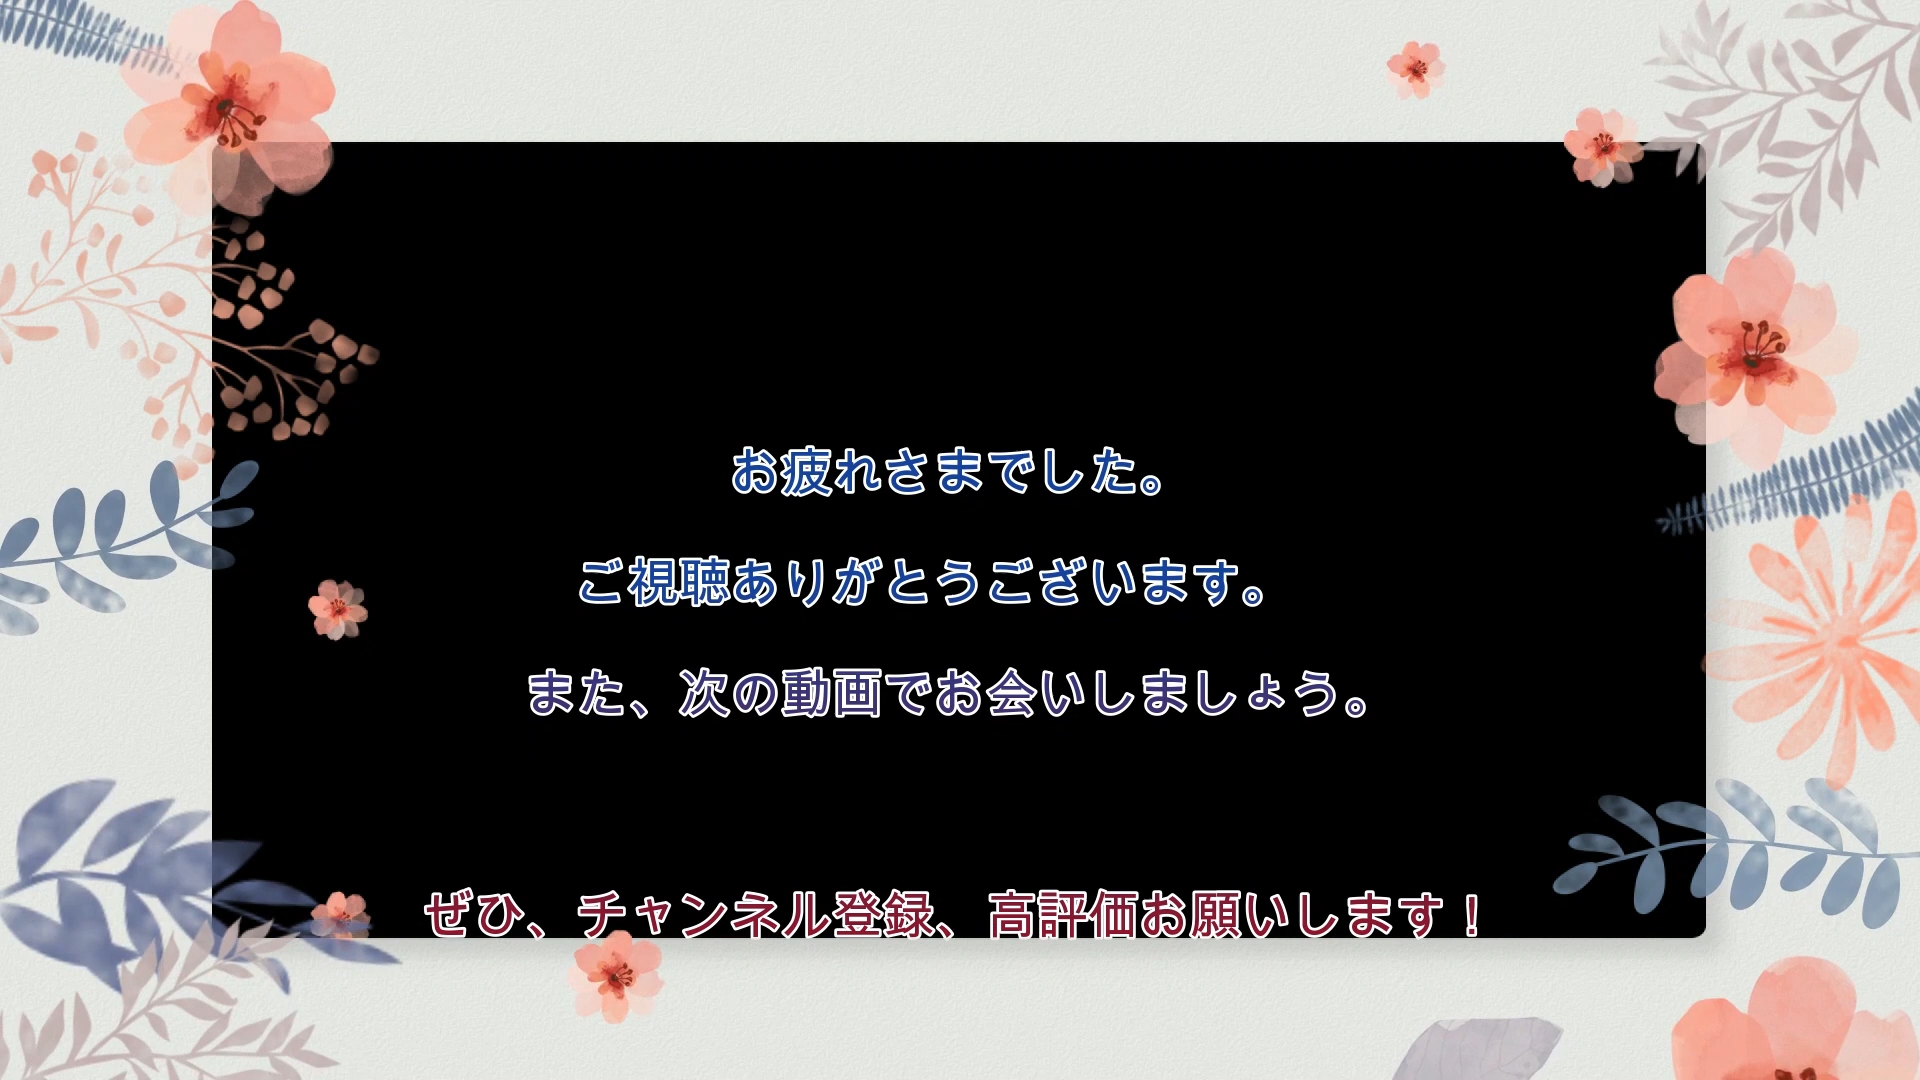 お疲れさまでした。
ご視聴ありがとうございます。
また、次の動画でお会いしましょう。
ぜひ、チャンネル登録、高評価お願いします！